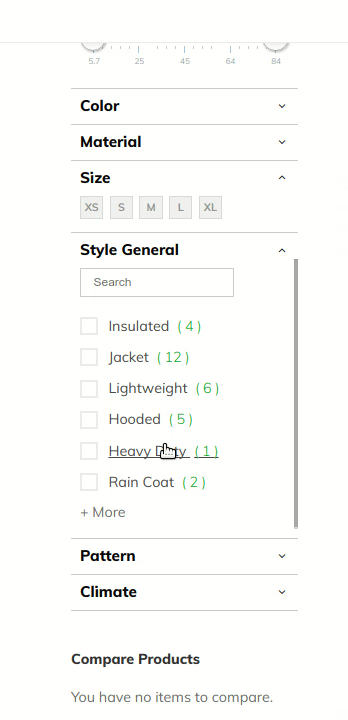 5.7 25 45 64 84
Color
Material
Size
XS S M L XL
Style General
Search
Insulated ( 4 )
Jacket ( 12 )
Lightweight ( 6 )
Hooded ( 5 )
Heavy Duty ( 1 )
Rain Coat ( 2 )
+ More
Pattern
Climate
Compare Products
You have no items to compare.